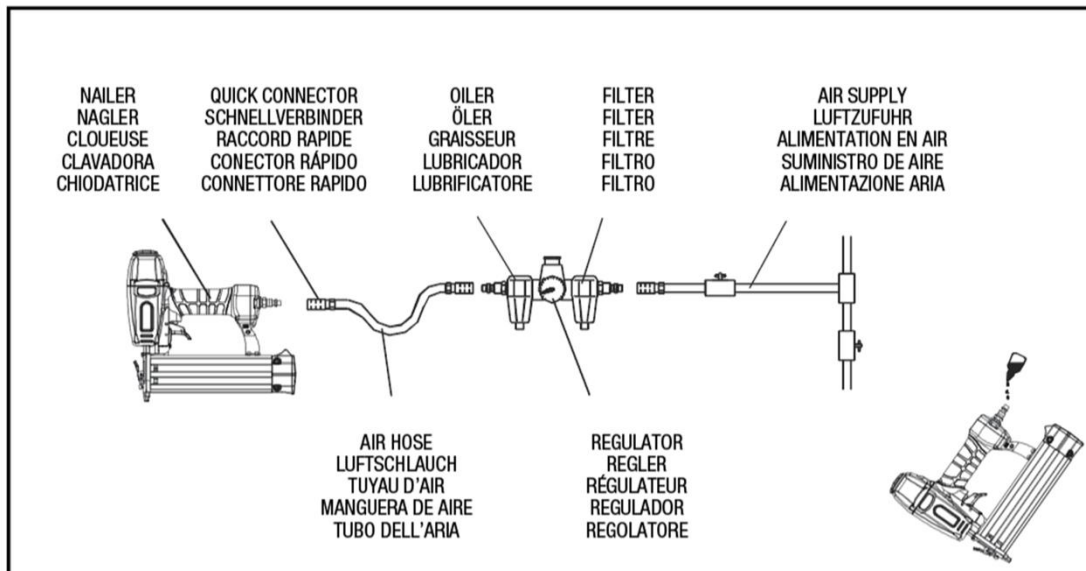 NAILER
NAGLER
CLOUEUSE
CLAVADORA
CHIODATRICE
QUICK CONNECTOR
SCHNELLVERBINDER
RACCORD RAPIDE
CONECTOR RÁPIDO
CONNETTORE RAPIDO
OILER
ÖLER
GRAISSEUR
LUBRICADOR
LUBRIFICATORE
FILTER
FILTER
FILTRE
FILTRO
FILTRO
AIR SUPPLY
LUFTZUFUHR
ALIMENTATION EN AIR
SUMINISTRO DE AIRE
ALIMENTAZIONE ARIA
AIR HOSE
LUFTSCHLAUCH
TUYAU D'AIR
MANGUERA DE AIRE
TUBO DELL'ARIA
REGULATOR
REGLER
RÉGULATEUR
REGULADOR
REGOLATORE